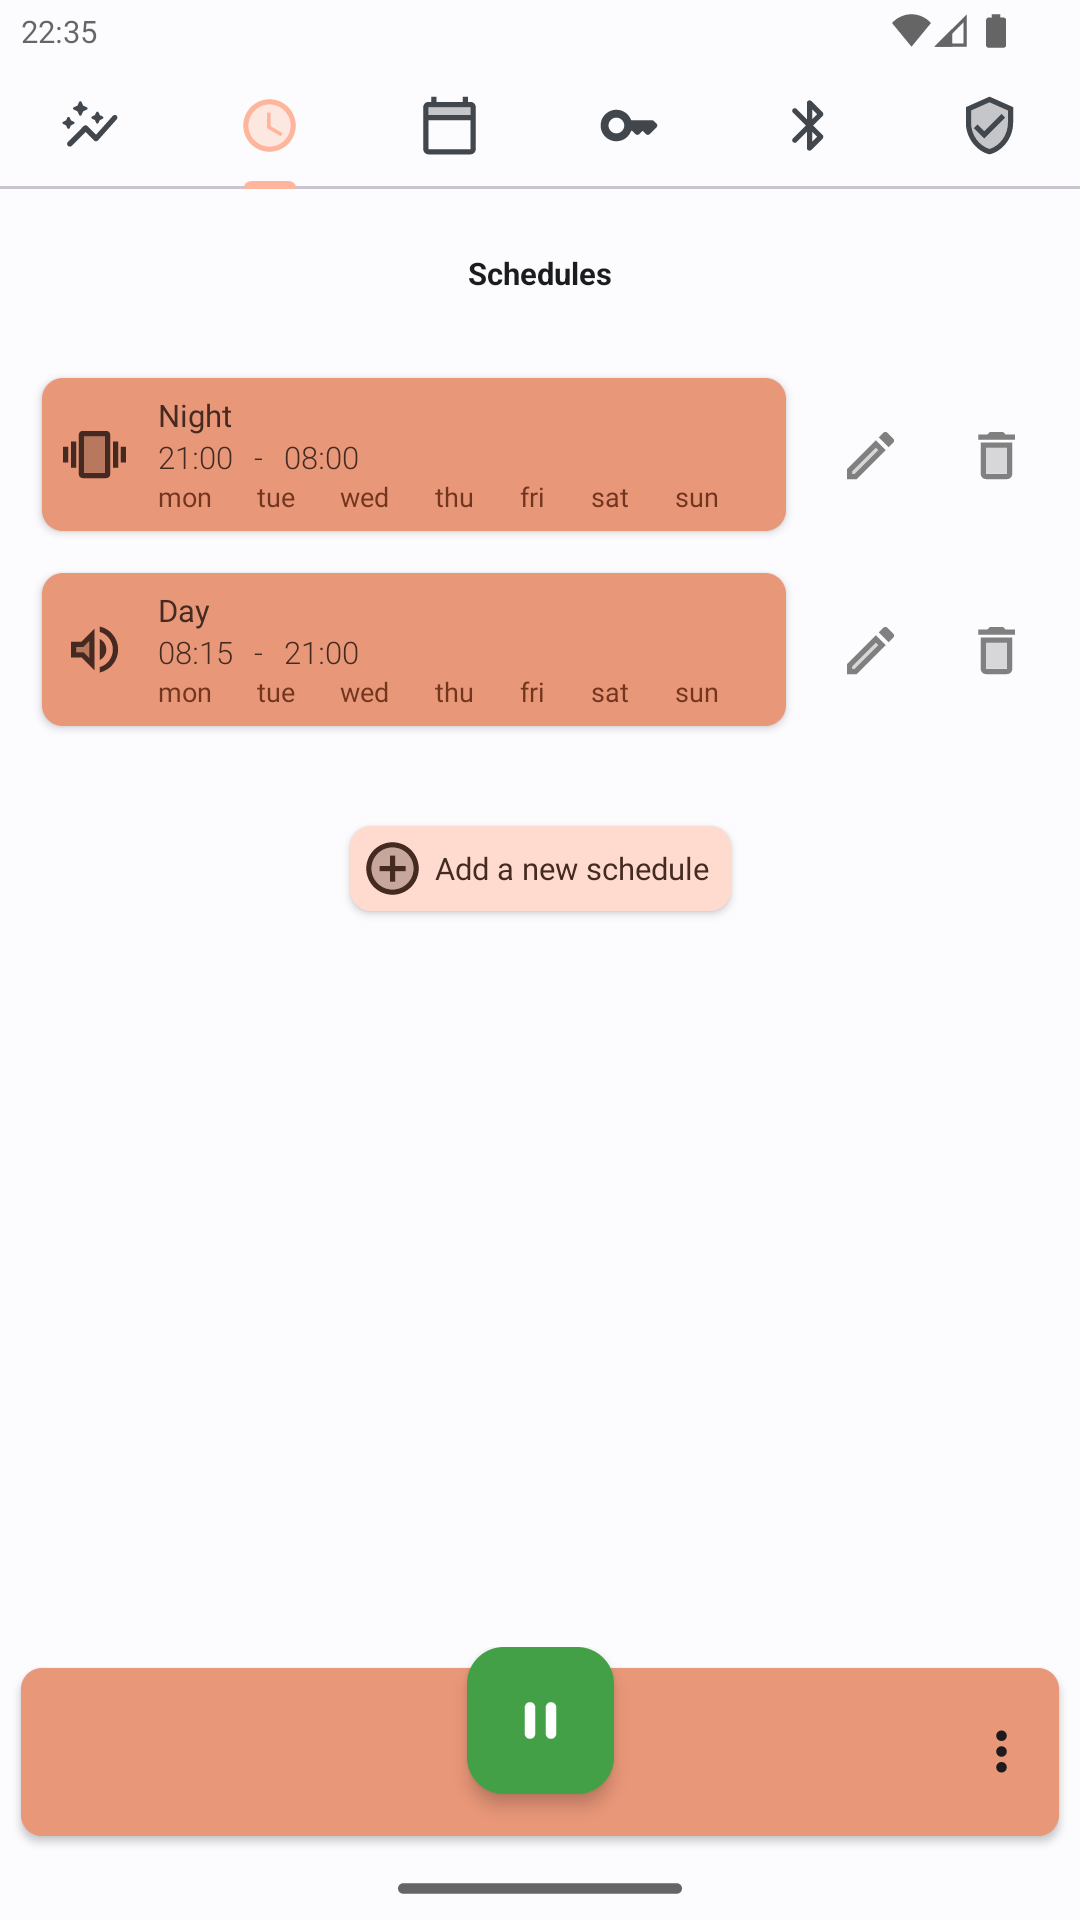 22:35
Schedules
Night
21:00 - 08:00
mon tue wed thu fri sat sun
Day
08:15 - 21:00
mon tue wed thu fri sat sun
Add a new schedule